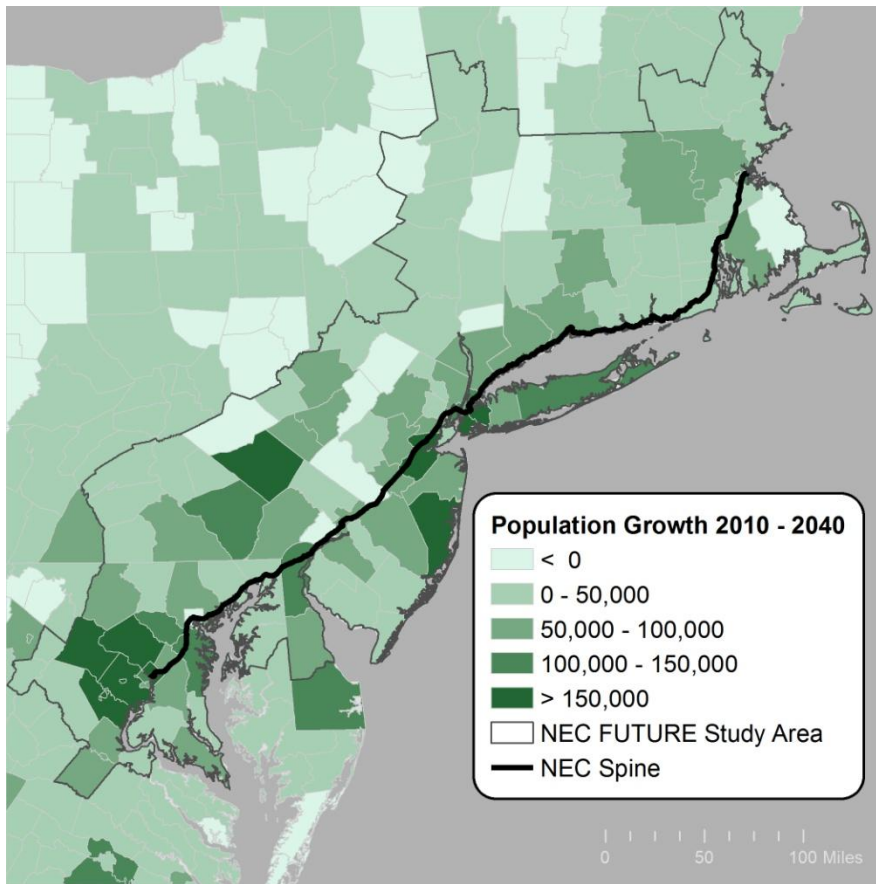 Population Growth 2010 - 2040
< 0
0 - 50,000
50,000 - 100,000
100,000 - 150,000
> 150,000
NEC FUTURE Study Area
NEC Spine
0 50 100 Miles